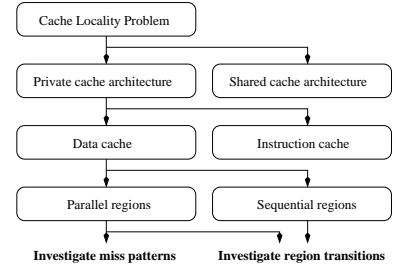 Cache Locality Problem
Private cache architecture
Shared cache architecture
Data cache
Instruction cache
Parallel regions
Sequential regions
Investigate miss patterns
Investigate region transitions